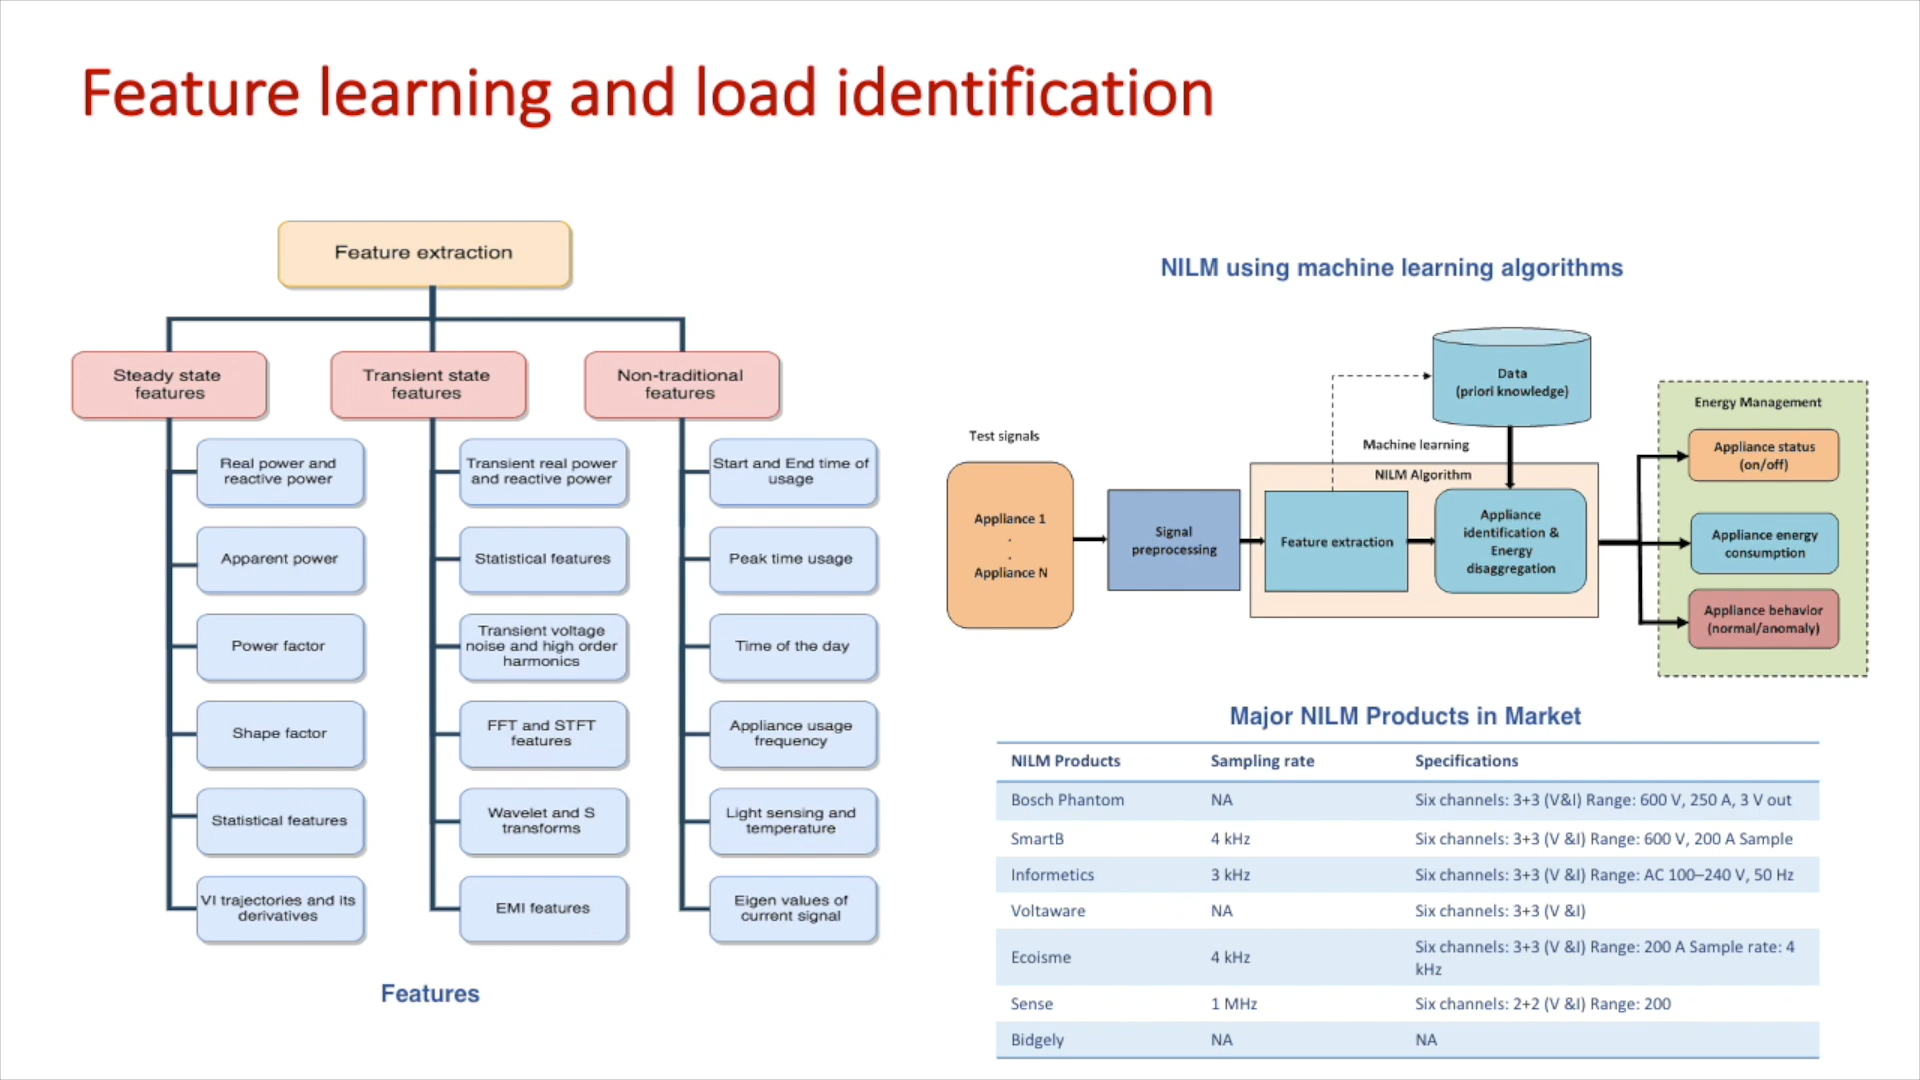 Feature learning and load identification
Feature extraction
Steady state
features
Transient state
features
Non-traditional
features
Real power and
reactive power
Apparent power
Power factor
Shape factor
Statistical features
VI trajectories and its
derivatives
Transient real power
and reactive power
Statistical features
Transient voltage
noise and high order
harmonics
FFT and STFT
features
Wavelet and S
transforms
EMI features
Start and End time of
usage
Peak time usage
Time of the day
Appliance usage
frequency
Light sensing and
temperature
Eigen values of
current signal
Features
NILM using machine learning algorithms
Test signals
Appliance 1
.
.
Appliance N
Signal
preprocessing
Machine learning
NILM Algorithm
Feature extraction
Data
(priori knowledge)
Appliance
identification &
Energy
disaggregation
Energy Management
Appliance status
(on/off)
Appliance energy
consumption
Appliance behavior
(normal/anomaly)
Major NILM Products in Market
NILM Products Sampling rate Specifications
Bosch Phantom NA Six channels: 3+3 (V&I) Range: 600 V, 250 A, 3 V out
SmartB 4 kHz Six channels: 3+3 (V &I) Range: 600 V, 200 A Sample
Informetics 3 kHz Six channels: 3+3 (V &I) Range: AC 100–240 V, 50 Hz
Voltaware NA Six channels: 3+3 (V &I)
Ecoisme 4 kHz Six channels: 3+3 (V &I) Range: 200 A Sample rate: 4
kHz
Sense 1 MHz Six channels: 2+2 (V &I) Range: 200
Bidgely NA NA